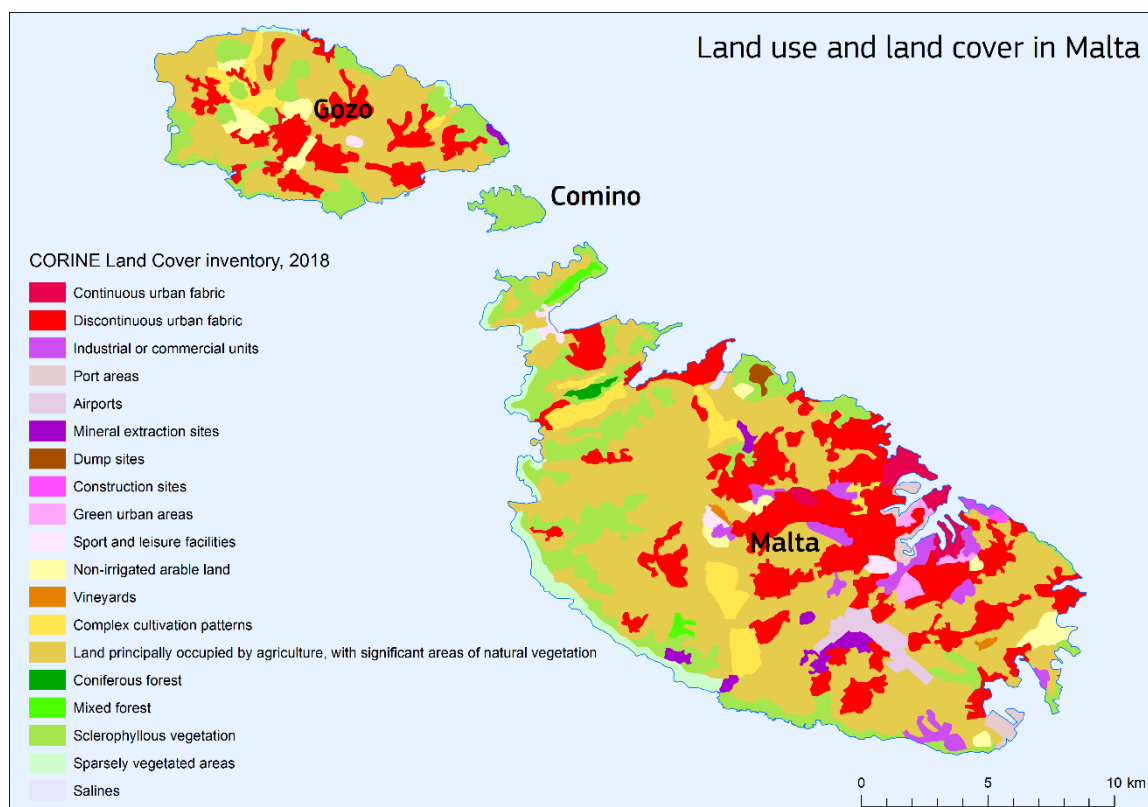 Land use and land cover in Malta
Gozo
Comino
CORINE Land Cover inventory, 2018
Continuous urban fabric
Discontinuous urban fabric
Industrial or commercial units
Port areas
Airports
Mineral extraction sites
Dump sites
Construction sites
Green urban areas
Sport and leisure facilities
Malta
Non-irrigated arable land
Vineyards
Complex cultivation patterns
Land principally occupied by agriculture, with significant areas of natural vegetation
Coniferous forest
Mixed forest
Sclerophyllous vegetation
Sparsely vegetated areas
Salines
0 5 10 km